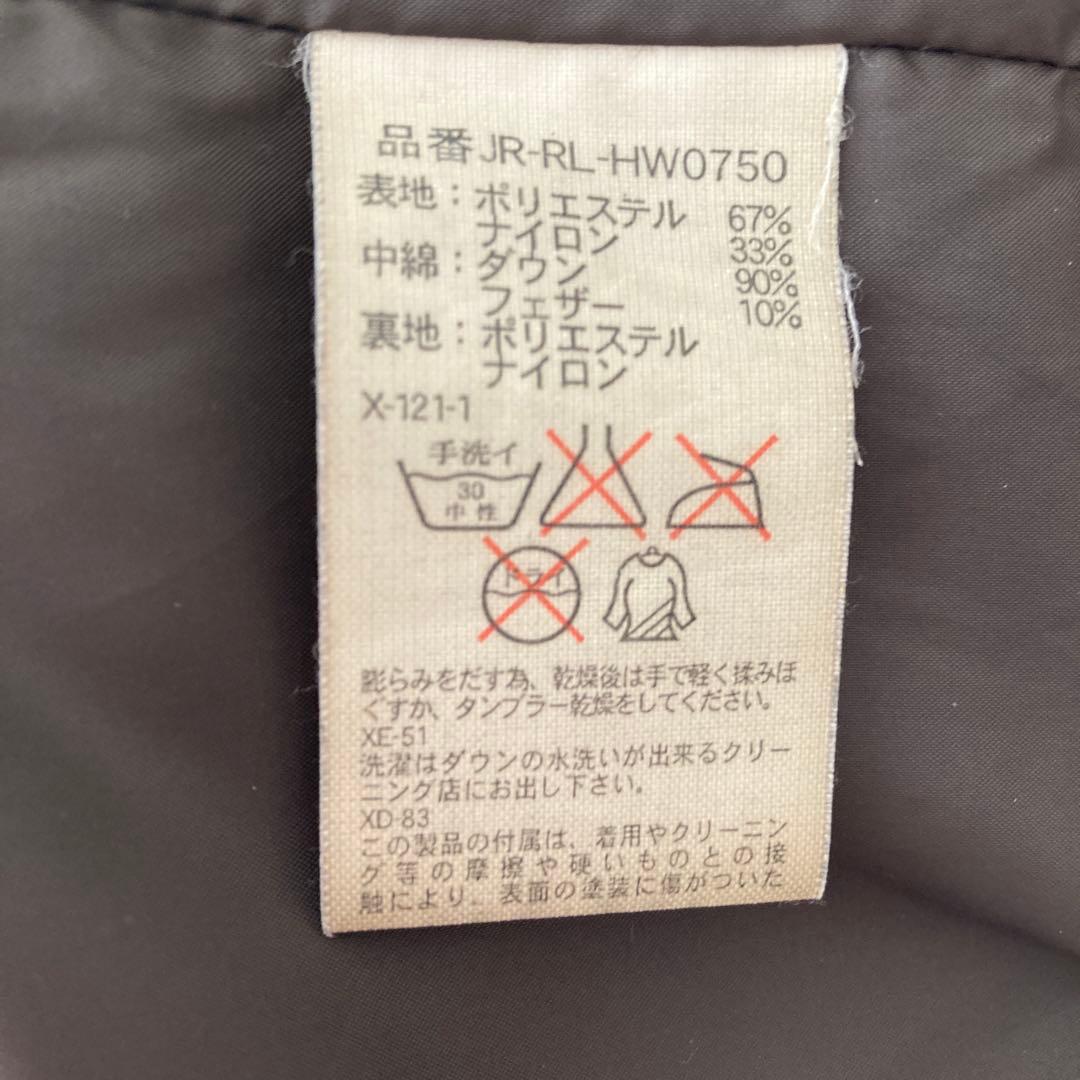 品番JR-RL-HW0750
表地:ポリエステル 67%
ナイロン 33%
中綿:ダウン 90%
フェザー 10%
裏地:ポリエステル
ナイロン
X-121-1
手洗イ
30
中性
ドライ
膨らみをだす為、乾燥後は手で軽く揉みほ
ぐすか、タンブラー乾燥をしてください。
XE-51
洗濯はダウンの水洗いが出来るクリー
ニング店にお出し下さい。
XD-83
この製品の付属は、着用やクリーニン
グ等の摩擦や硬いものとの接
触により、表面の塗装に傷がついた